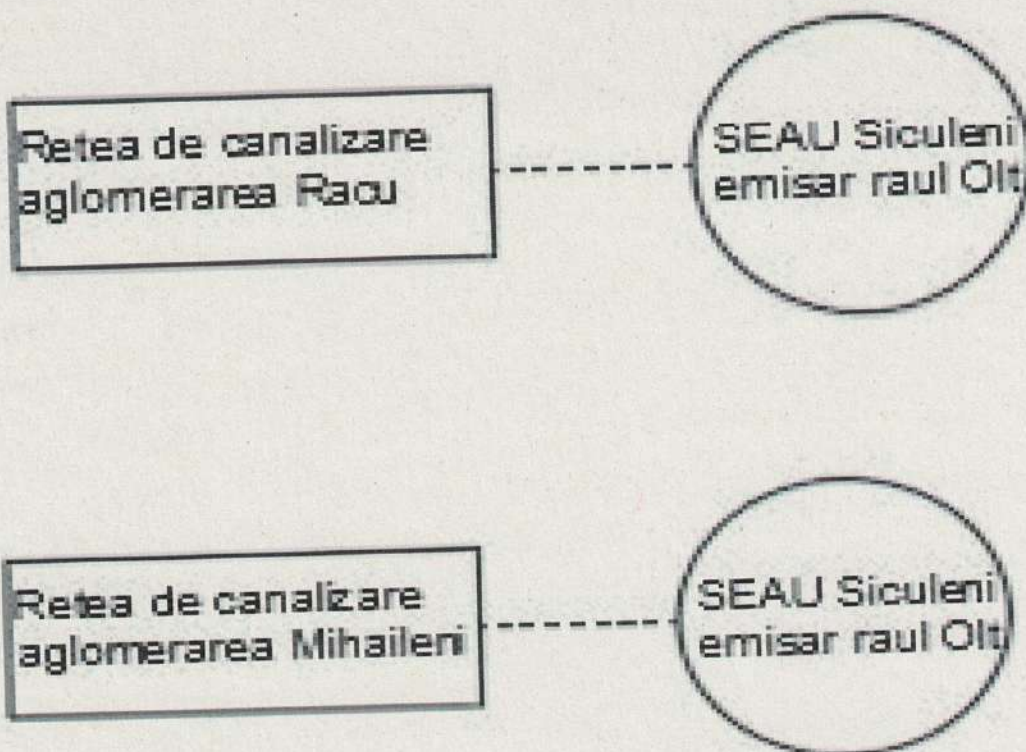 Retea de canalizare
aglomerarea Racu
SEAU Siculeni
emisar raul Olt
Retea de canalizare
aglomerarea Mihaileni
SEAU Siculeni
emisar raul Olt